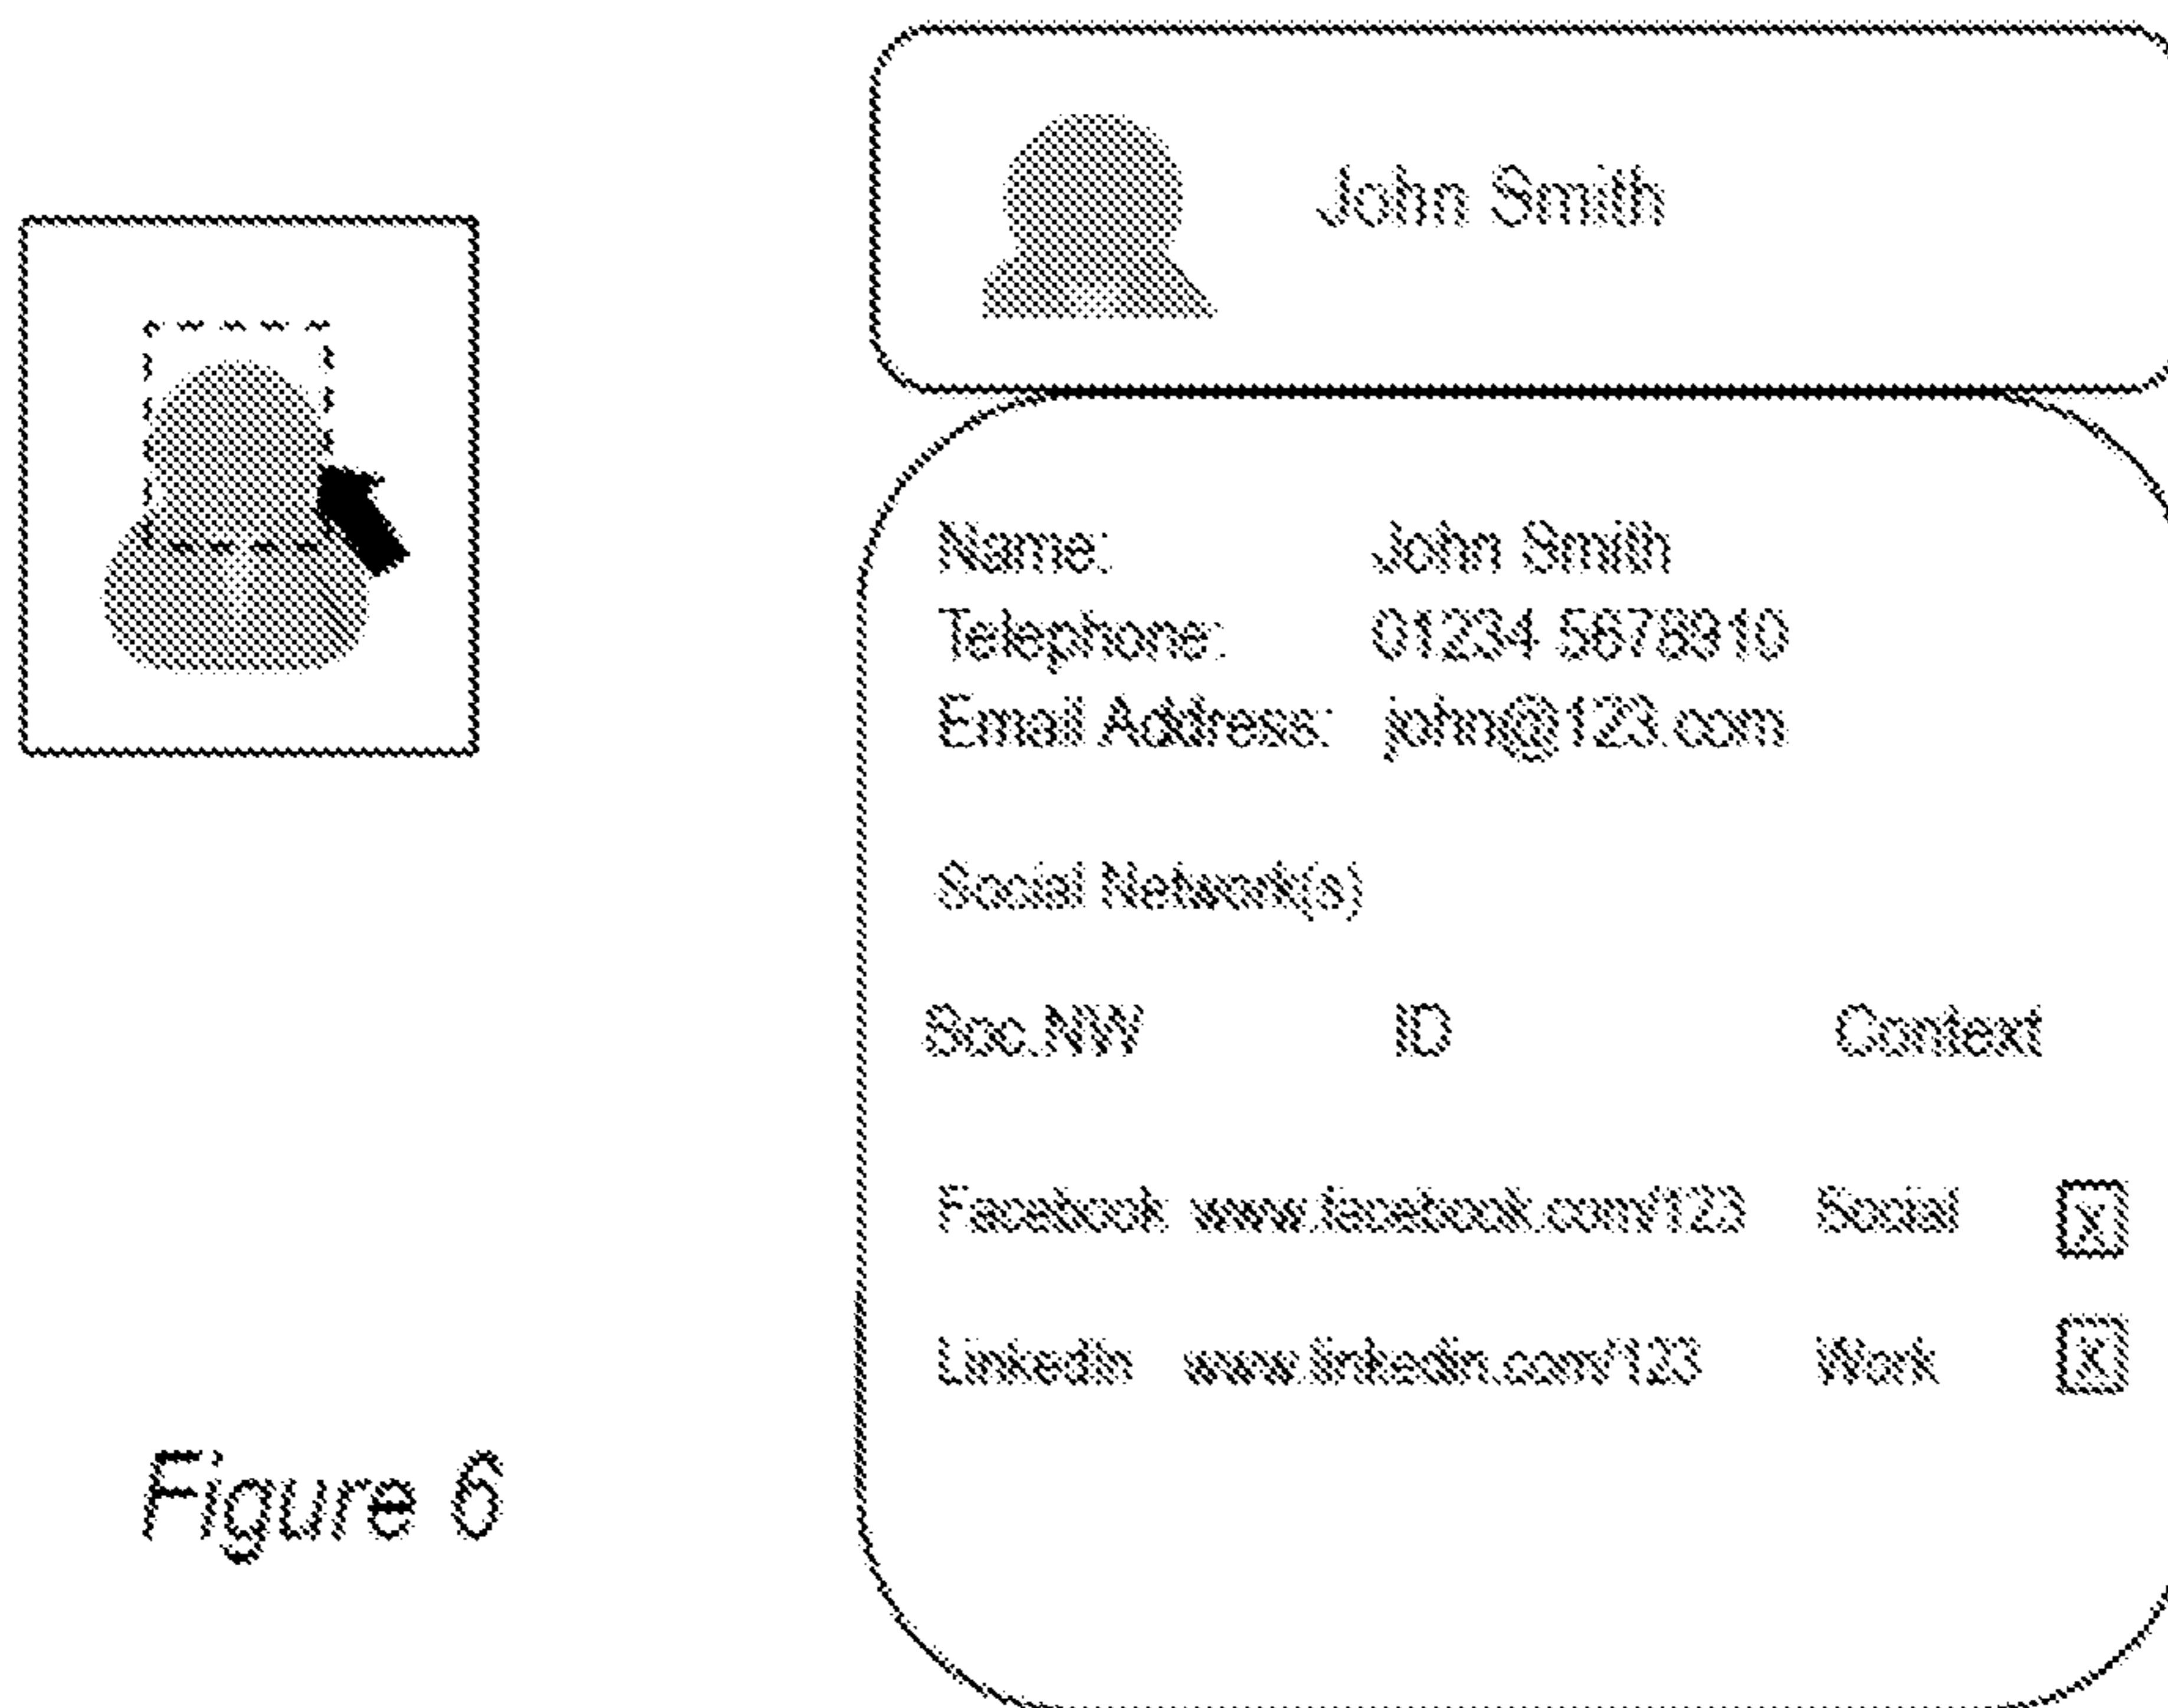 John Smith
Name: John Smith
Telephone: 01234 5678910
Email Address: john@123.com
Social Network(s)
Soc.NW ID Context
Facebook www.facebook.com/123 Social x
LinkedIn www.linkedin.com/123 Work x
Figure 6